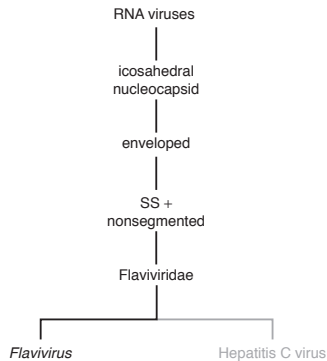 RNA viruses
icosahedral
nucleocapsid
enveloped
SS +
nonsegmented
Flaviviridae
Flavivirus
Hepatitis C virus